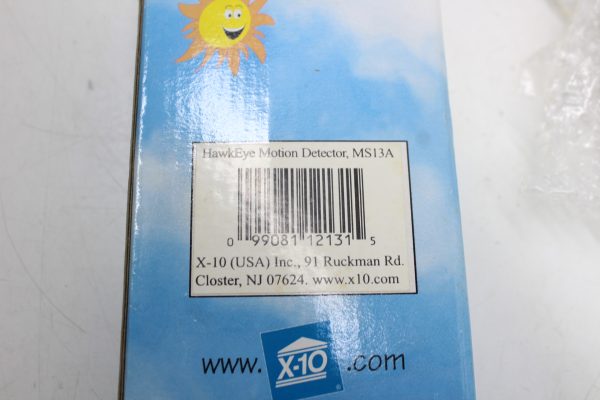 HawkEye Motion Detector, MS13A
0 99081 12131 5
X-10 (USA) Inc., 91 Ruckman Rd.
Closter, NJ 07624. www.x10.com
www. X-10 ® .com